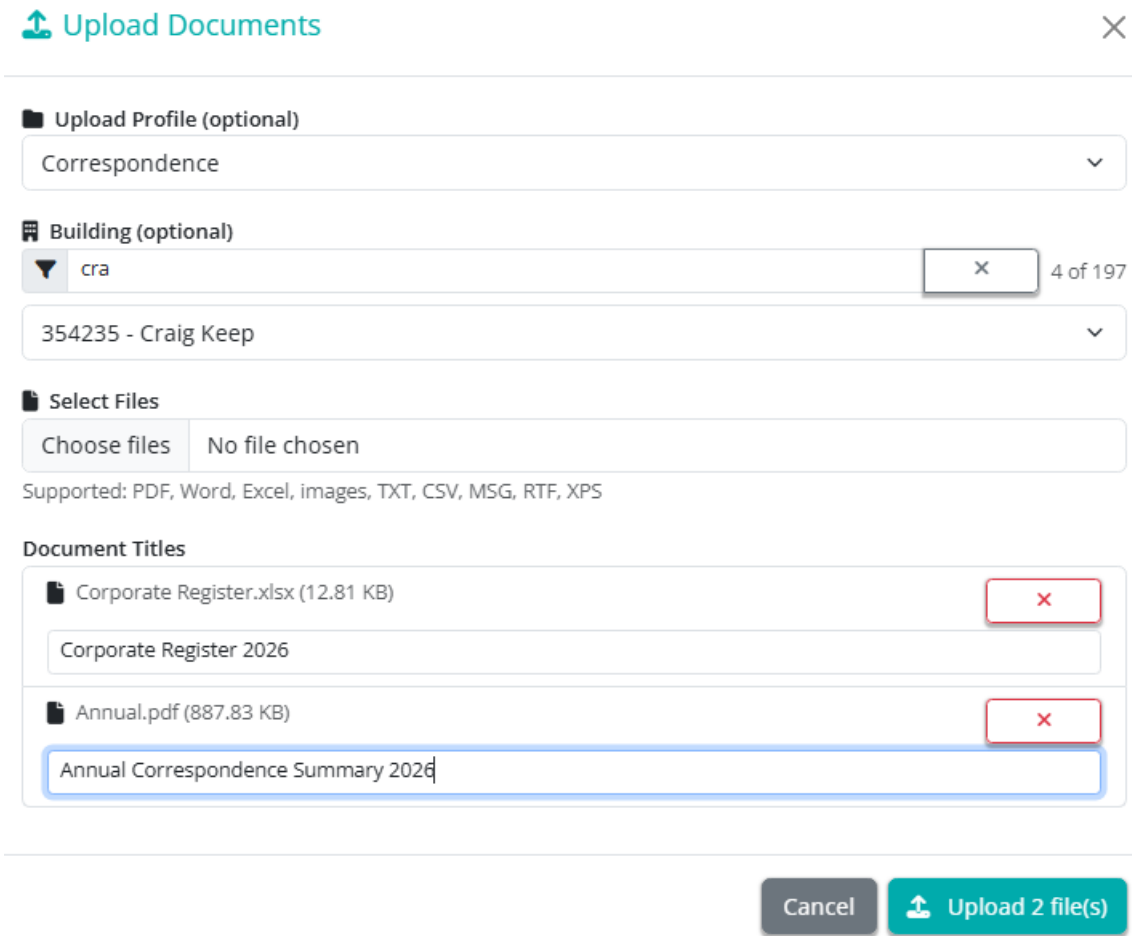 Upload Documents
Upload Profile (optional)
Correspondence
Building (optional)
cra
4 of 197
354235 - Craig Keep
Select Files
Choose files No file chosen
Supported: PDF, Word, Excel, images, TXT, CSV, MSG, RTF, XPS
Document Titles
Corporate Register.xlsx (12.81 KB)
Corporate Register 2026
Annual.pdf (887.83 KB)
Annual Correspondence Summary 2026
Cancel Upload 2 file(s)